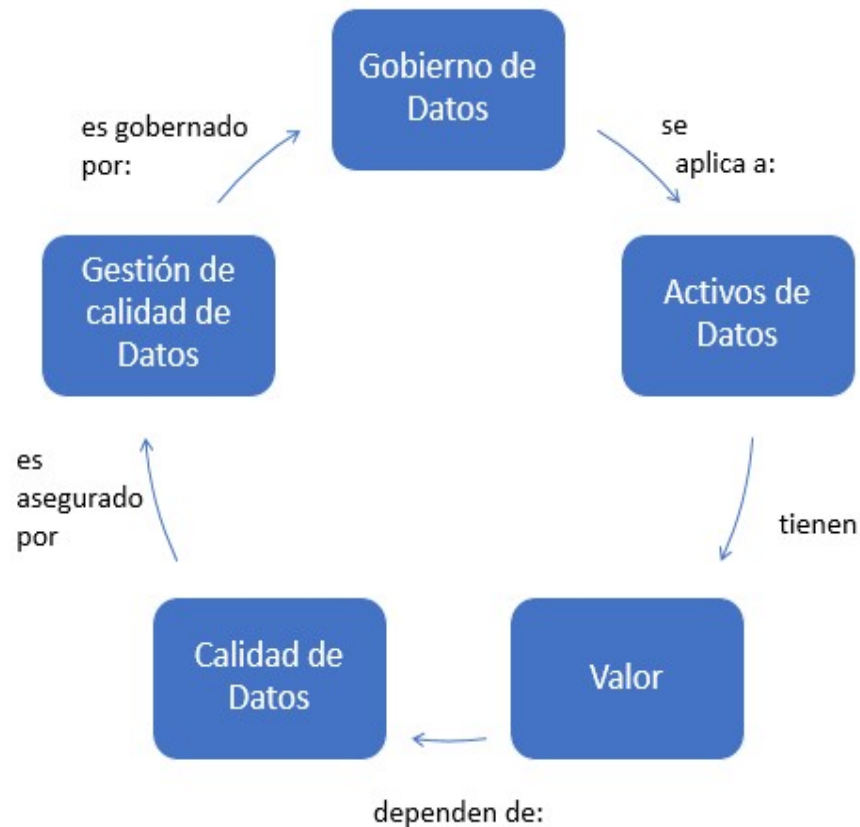 Gobierno de
Datos
se
aplica a:
Activos de
Datos
tienen
Valor
dependen de:
Calidad de
Datos
es
asegurado
por
Gestión de
calidad de
Datos
es gobernado
por: